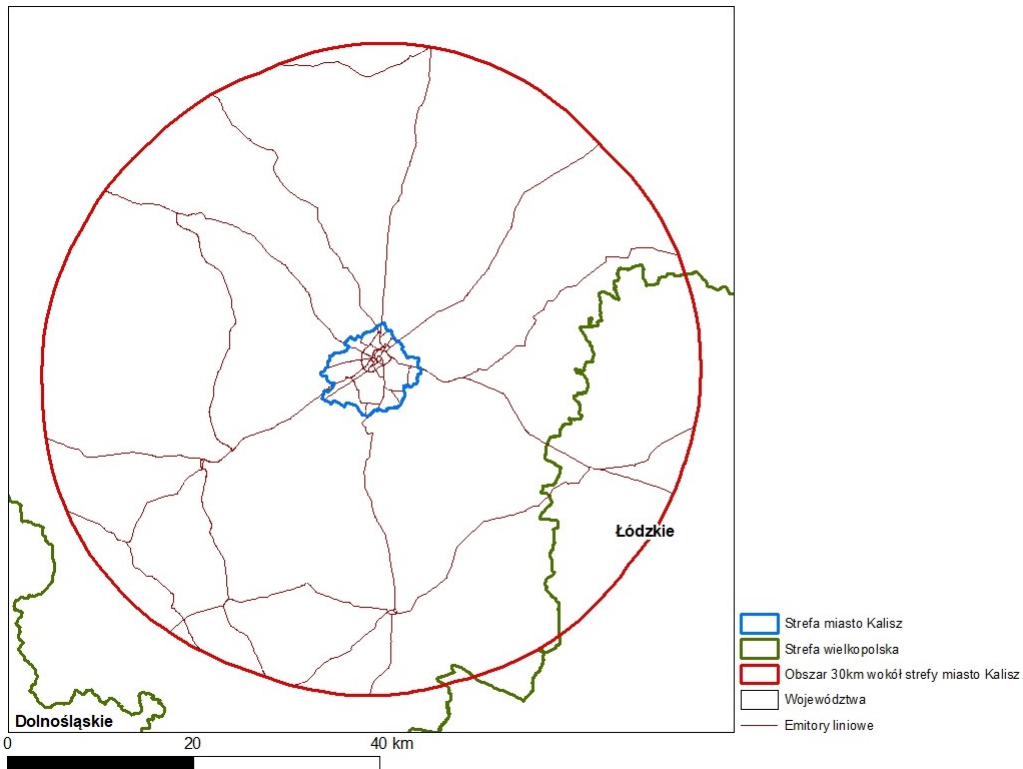 Łódzkie
Dolnośląskie
0 20 40 km
Strefa miasto Kalisz
Strefa wielkopolska
Obszar 30km wokół strefy miasto Kalisz
Województwa
Emitory liniowe